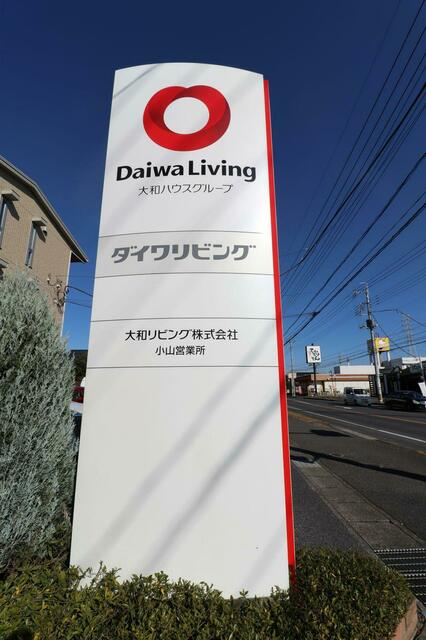 Daiwa Living
大和ハウスグループ
ダイワリビング
大和リビング株式会社
小山営業所